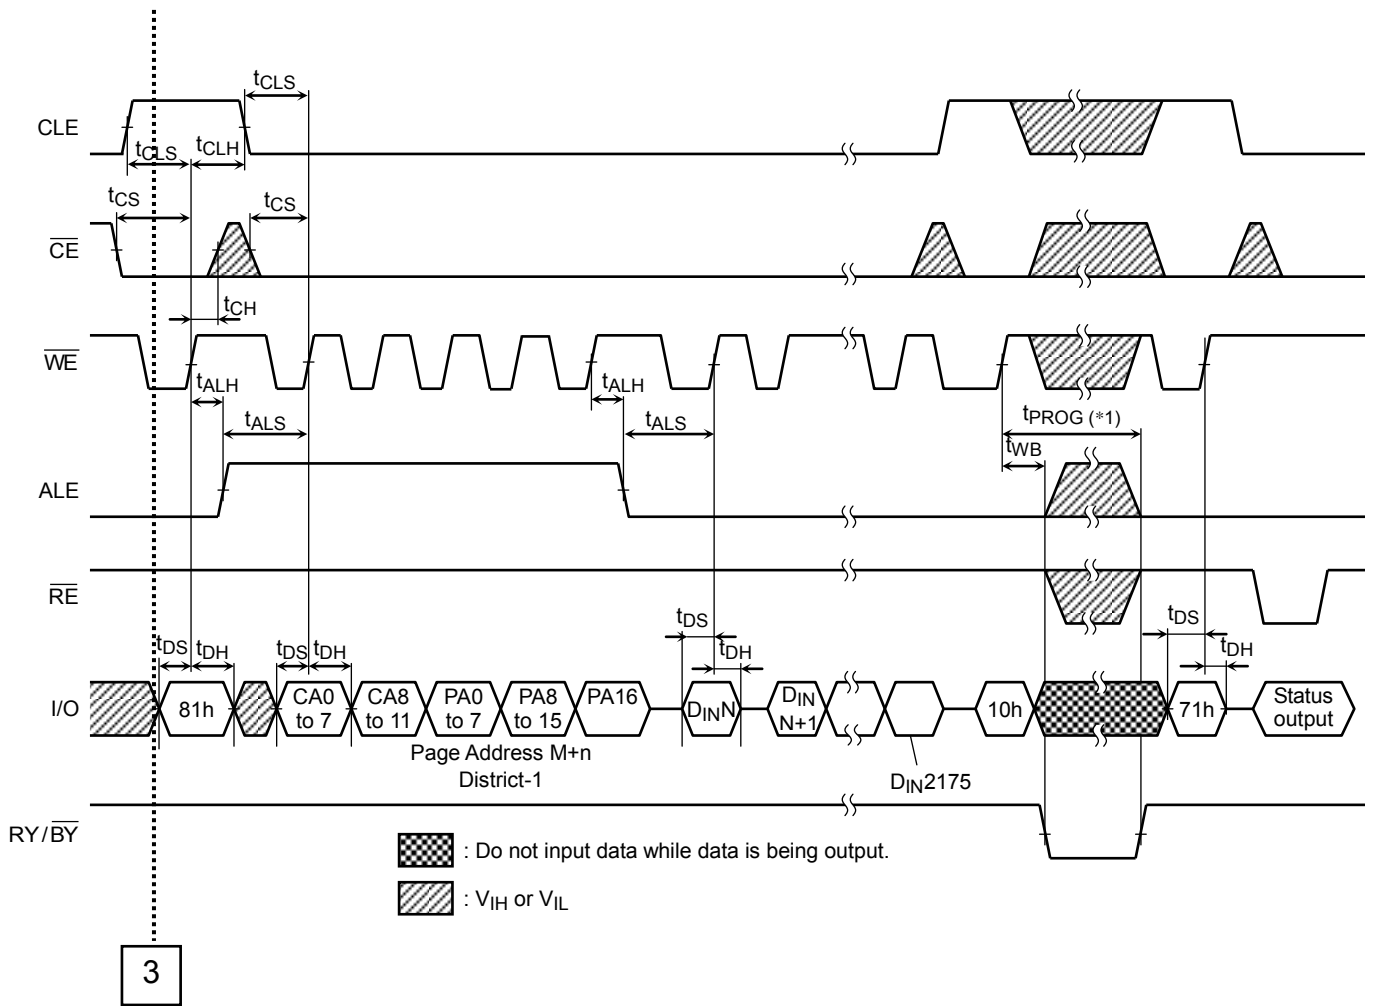 tCLS
CLE
tCLS
tCLH
tCS
tCS
CE
tCH
WE
tALH
tALH
tALS
tALS
tPROG (*1)
tWB
ALE
RE
tDS
tDH
tDS
tDH
tDS
tDH
tDS
tDH
I/O
81h
CA0
to 7
CA8
to 11
PA0
to 7
PA8
to 15
PA16
DINN
DIN
N+1
10h
71h
Status
output
Page Address M+n
District-1
DIN2175
RY/BY
: Do not input data while data is being output.
: VIH or VIL
3